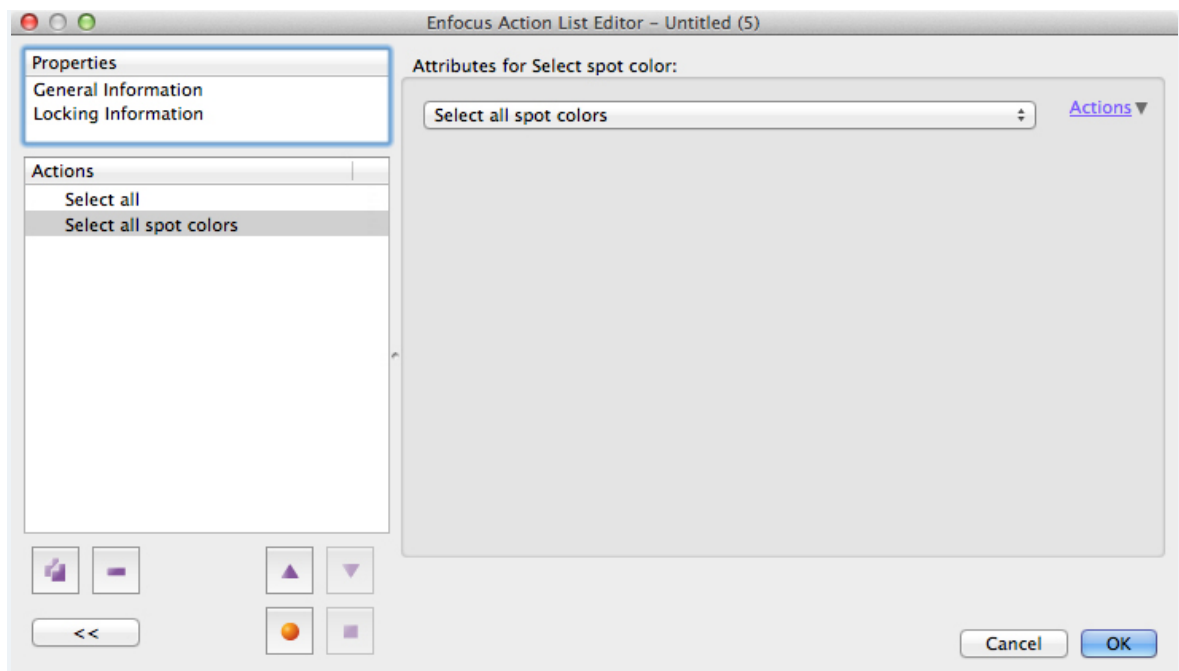 Enfocus Action List Editor – Untitled (5)
Properties
General Information
Locking Information
Actions
Select all
Select all spot colors
<<
Attributes for Select spot color:
Select all spot colors
Actions
Cancel
OK